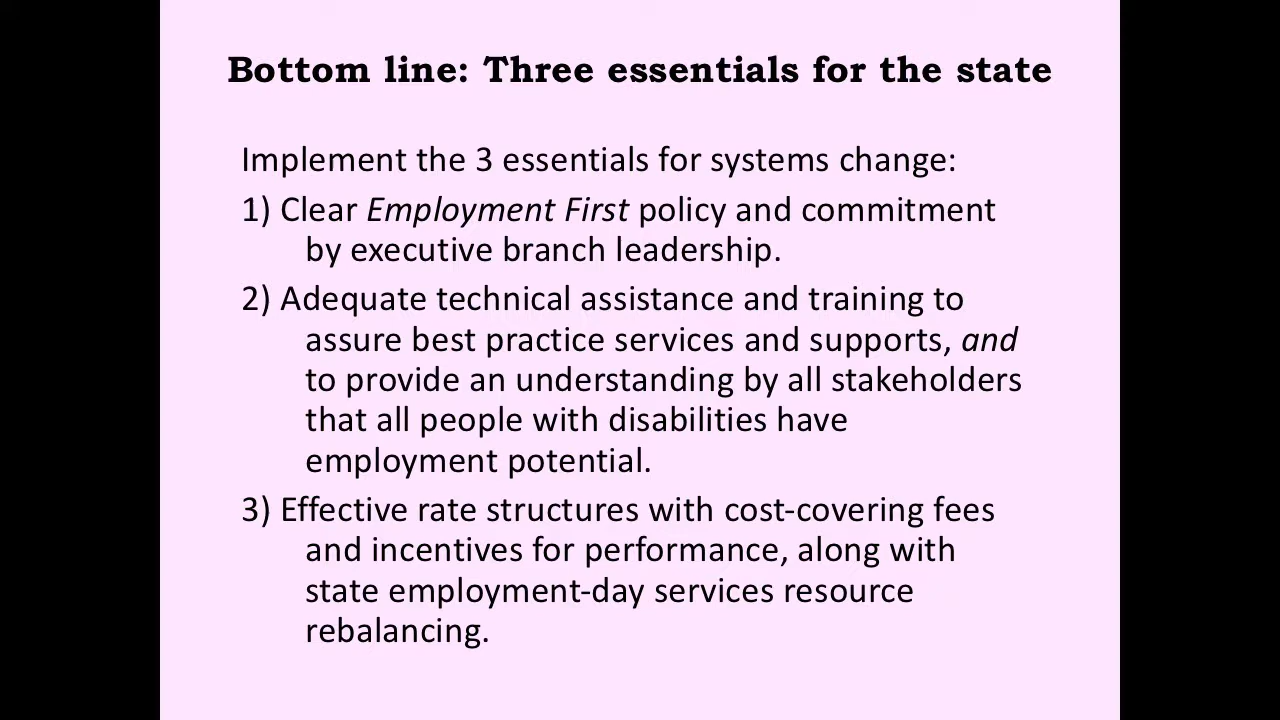 Bottom line: Three essentials for the state
Implement the 3 essentials for systems change:
1) Clear Employment First policy and commitment
by executive branch leadership.
2) Adequate technical assistance and training to
assure best practice services and supports, and
to provide an understanding by all stakeholders
that all people with disabilities have
employment potential.
3) Effective rate structures with cost-covering fees
and incentives for performance, along with
state employment-day services resource
rebalancing.